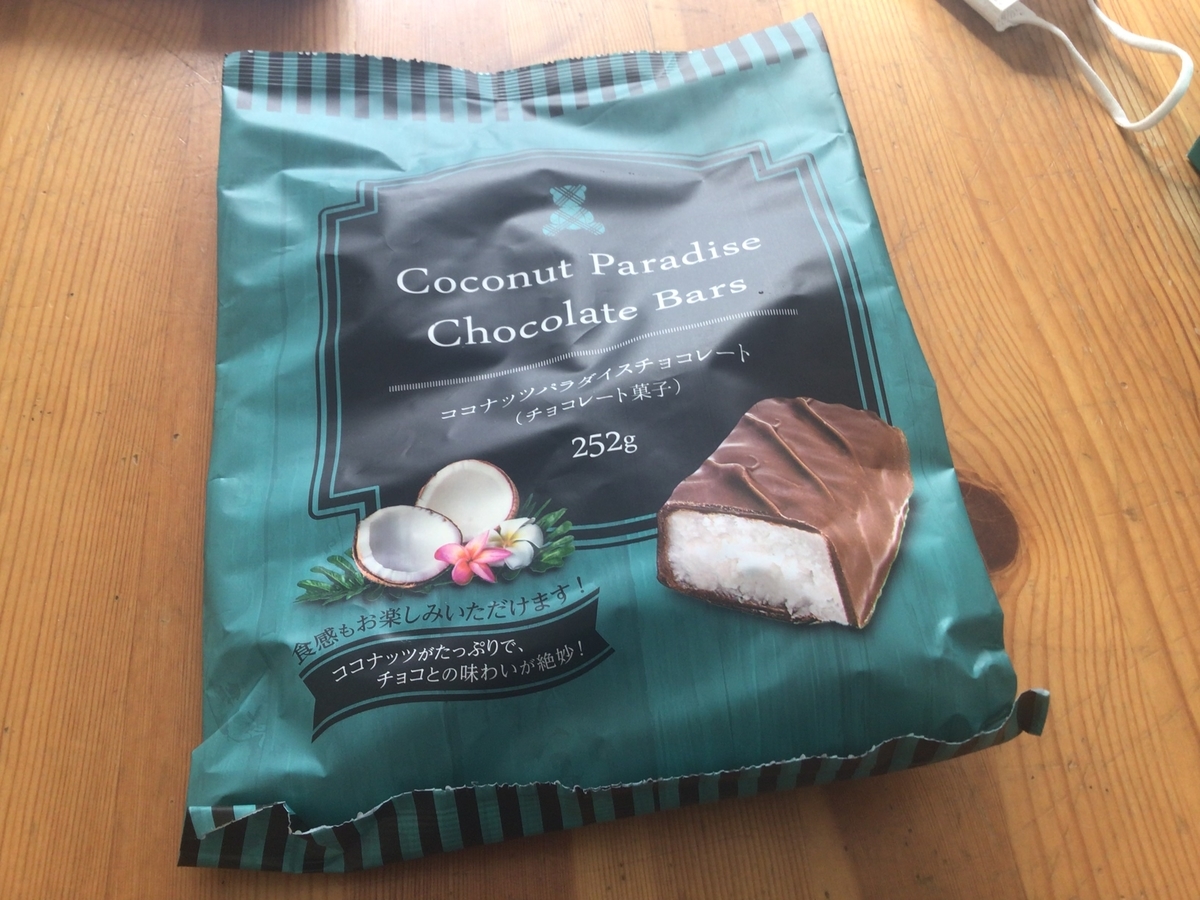 Coconut Paradise
Chocolate Bars
ココナッツパラダイスチョコレート
（チョコレート菓子）
252g
食感もお楽しみいただけます！
ココナッツがたっぷりで、
チョコとの味わいが絶妙！